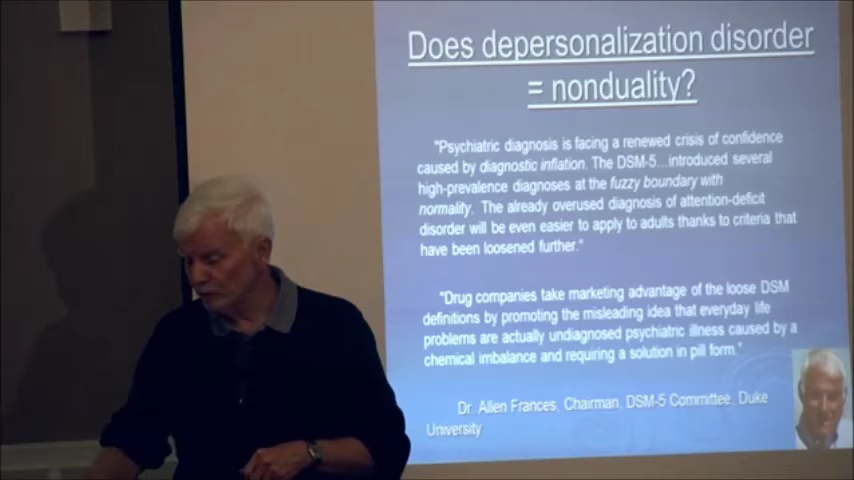 Does depersonalization disorder
= nonduality?
"Psychiatric diagnosis is facing a renewed crisis of confidence
caused by diagnostic inflation. The DSM-5…introduced several
high-prevalence diagnoses at the fuzzy boundary with
normality. The already overused diagnosis of attention-deficit
disorder will be even easier to apply to adults thanks to criteria that
have been loosened further."
"Drug companies take marketing advantage of the loose DSM
definitions by promoting the misleading idea that everyday life
problems are actually undiagnosed psychiatric illness caused by a
chemical imbalance and requiring a solution in pill form."
Dr. Allen Frances, Chairman, DSM-5 Committee, Duke
University